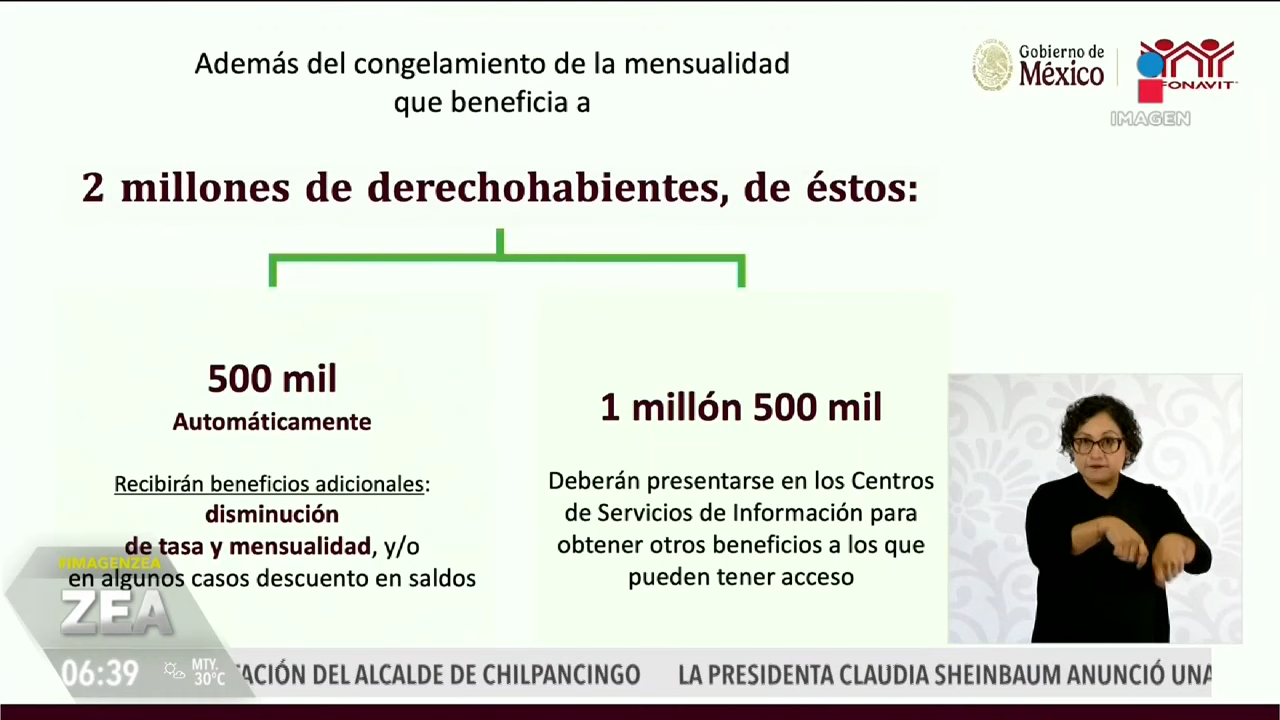 Además del congelamiento de la mensualidad
que beneficia a
Gobierno de
México
FONAVIT
IMAGEN
2 millones de derechohabientes, de éstos:
500 mil
Automáticamente
Recibirán beneficios adicionales:
disminución
de tasa y mensualidad, y/o
en algunos casos descuento en saldos
1 millón 500 mil
Deberán presentarse en los Centros
de Servicios de Información para
obtener otros beneficios a los que
pueden tener acceso
#IMAGENZEA
ZEA
06:39
MTY.
30°C
TACIÓN DEL ALCALDE DE CHILPANCINGO LA PRESIDENTA CLAUDIA SHEINBAUM ANUNCIÓ UNA